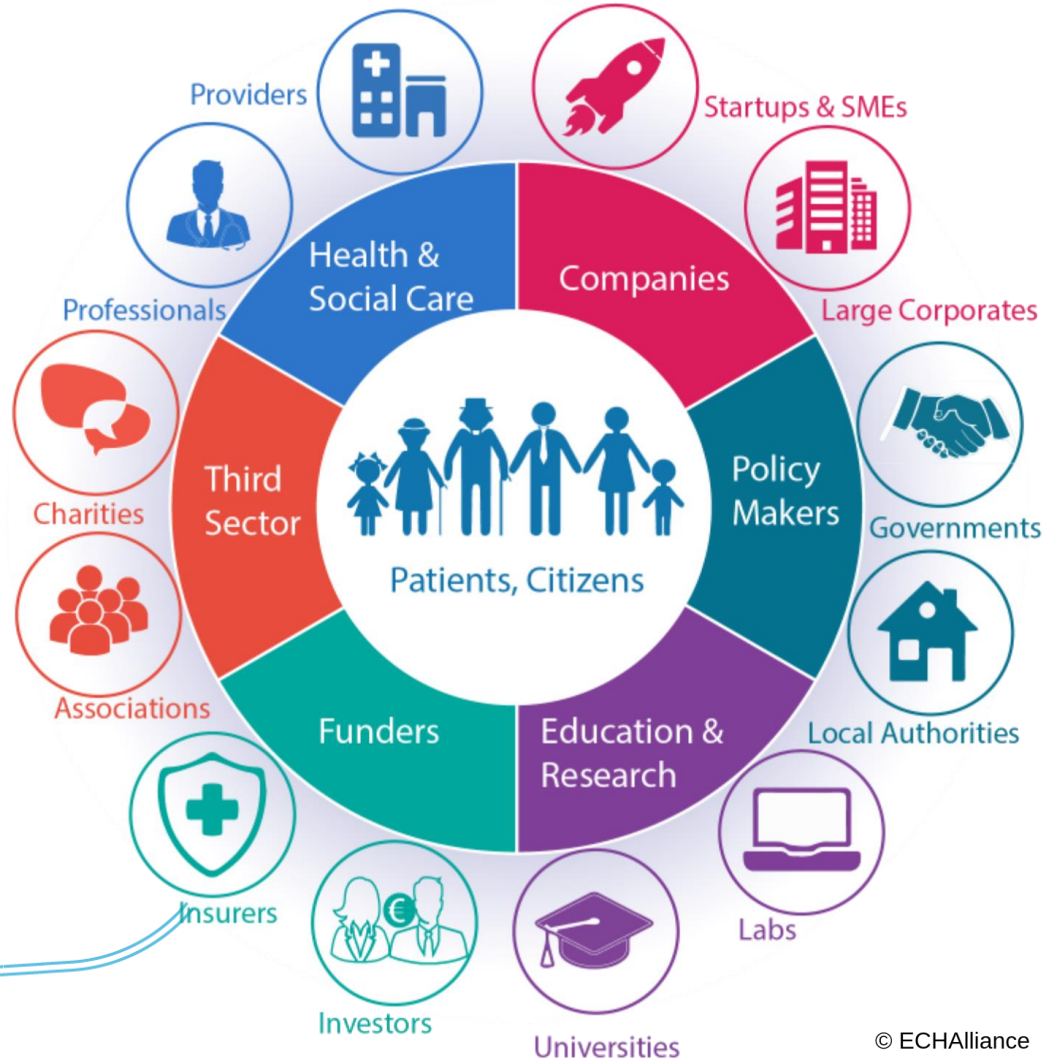 Providers
Startups & SMEs
Professionals
Large Corporates
Health &
Social Care
Companies
Third
Sector
Policy
Makers
Patients, Citizens
Charities
Governments
Associations
Local Authorities
Funders
Education &
Research
Insurers
€
Labs
Investors
Universities
© ECHAlliance